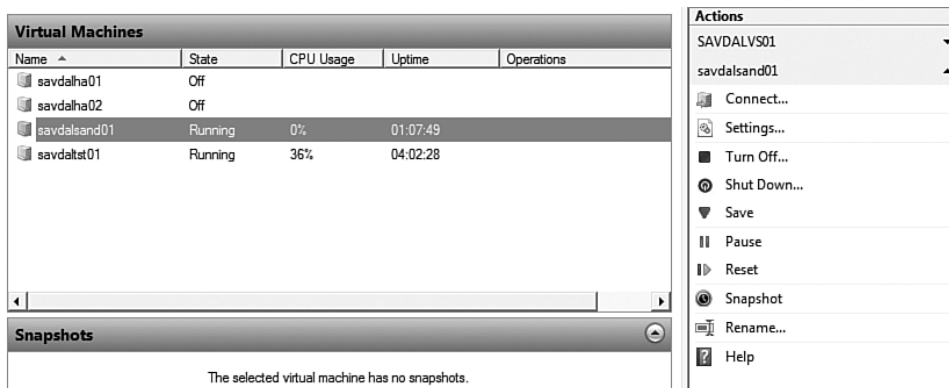 Virtual Machines
Name State CPU Usage Uptime Operations
savdalha01 Off
savdalha02 Off
savdalsand01 Running 0% 01:07:49
savdaltst01 Running 36% 04:02:28
Snapshots
The selected virtual machine has no snapshots.
Actions
SAVDALVS01
savdalsand01
Connect...
Settings...
Turn Off...
Shut Down...
Save
Pause
Reset
Snapshot
Rename...
Help